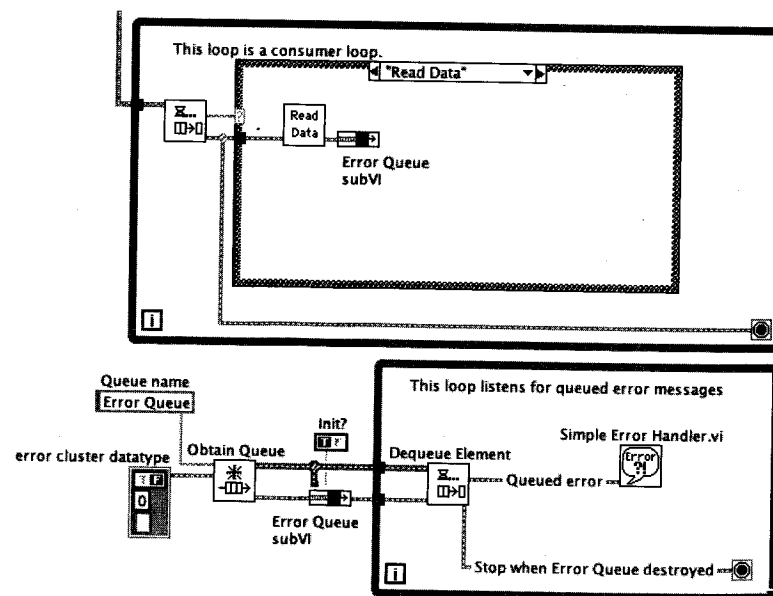 This loop is a consumer loop.
"Read Data"
Read
Data
Error Queue
subVI
i
Queue name
Error Queue
This loop listens for queued error messages
Init?
T F
Simple Error Handler.vi
error cluster datatype
Obtain Queue
Dequeue Element
Error
?!
Queued error
T F
0
Error Queue
subVI
Stop when Error Queue destroyed
i